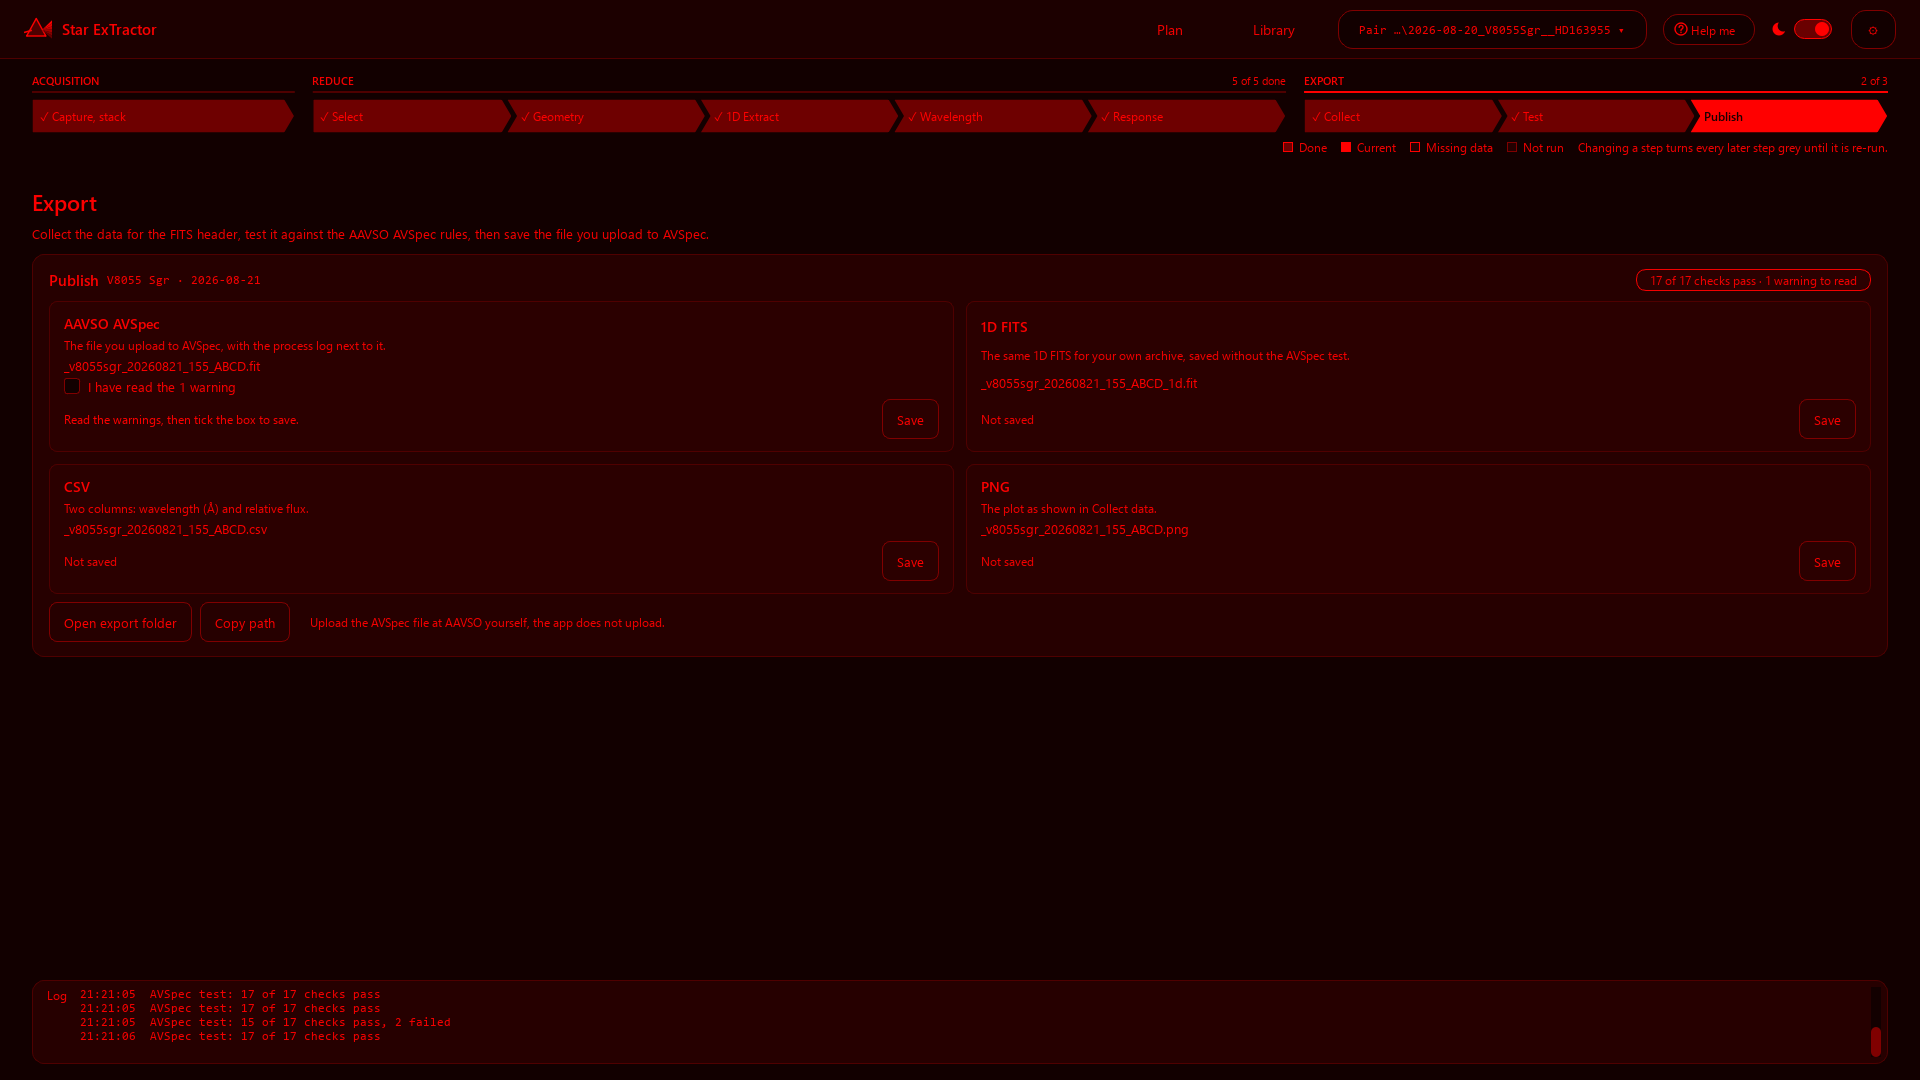 Star ExTractor
Plan
Library
Pair …\2026-08-20_V8055Sgr__HD163955 ▾
Help me
ACQUISITION
✓ Capture, stack
REDUCE
5 of 5 done
✓ Select
✓ Geometry
✓ 1D Extract
✓ Wavelength
✓ Response
EXPORT
2 of 3
✓ Collect
✓ Test
Publish
Done
Current
Missing data
Not run
Changing a step turns every later step grey until it is re-run.
Export
Collect the data for the FITS header, test it against the AAVSO AVSpec rules, then save the file you upload to AVSpec.
Publish V8055 Sgr · 2026-08-21
17 of 17 checks pass · 1 warning to read
AAVSO AVSpec
The file you upload to AVSpec, with the process log next to it.
_v8055sgr_20260821_155_ABCD.fit
I have read the 1 warning
Read the warnings, then tick the box to save.
Save
1D FITS
The same 1D FITS for your own archive, saved without the AVSpec test.
_v8055sgr_20260821_155_ABCD_1d.fit
Not saved
Save
CSV
Two columns: wavelength (Å) and relative flux.
_v8055sgr_20260821_155_ABCD.csv
Not saved
Save
PNG
The plot as shown in Collect data.
_v8055sgr_20260821_155_ABCD.png
Not saved
Save
Open export folder
Copy path
Upload the AVSpec file at AAVSO yourself, the app does not upload.
Log
21:21:05 AVSpec test: 17 of 17 checks pass
21:21:05 AVSpec test: 17 of 17 checks pass
21:21:05 AVSpec test: 15 of 17 checks pass, 2 failed
21:21:06 AVSpec test: 17 of 17 checks pass